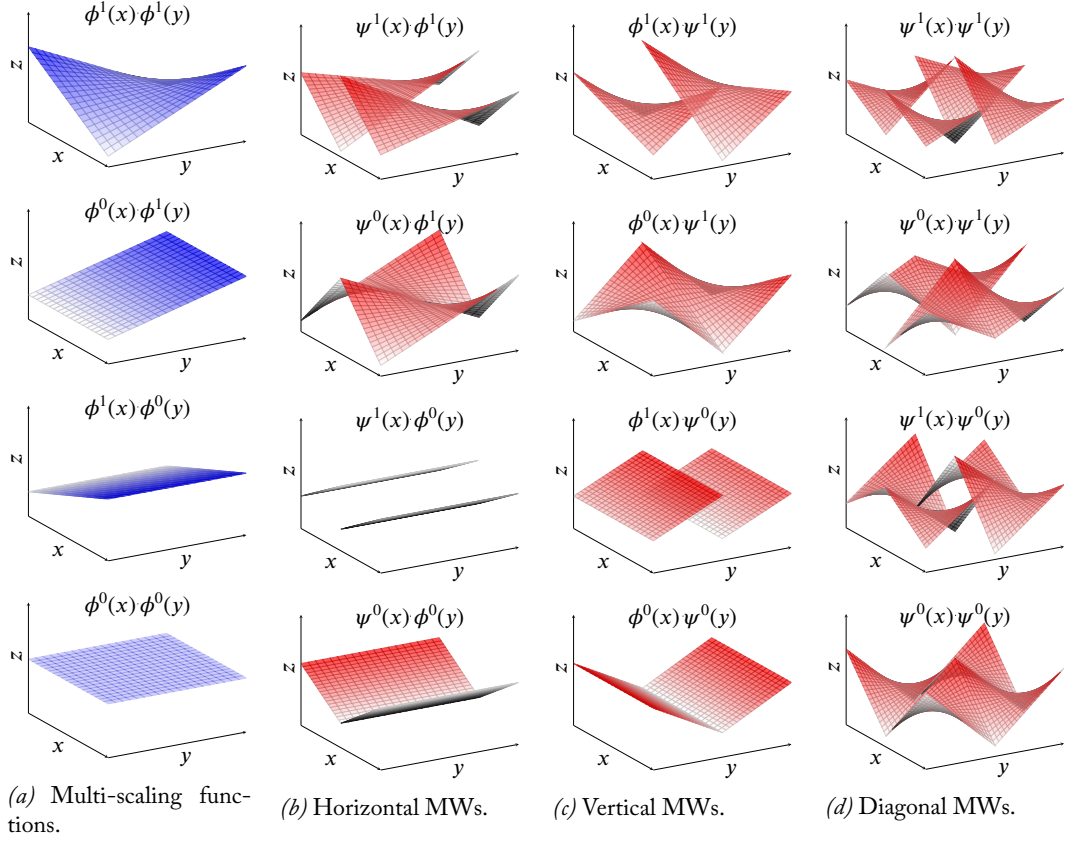 ϕ¹(x)·ϕ¹(y)
z
x
y
ψ¹(x)·ϕ¹(y)
z
x
y
ϕ¹(x)·ψ¹(y)
z
x
y
ψ¹(x)·ψ¹(y)
z
x
y
ϕ⁰(x)·ϕ¹(y)
z
x
y
ψ⁰(x)·ϕ¹(y)
z
x
y
ϕ⁰(x)·ψ¹(y)
z
x
y
ψ⁰(x)·ψ¹(y)
z
x
y
ϕ¹(x)·ϕ⁰(y)
z
x
y
ψ¹(x)·ϕ⁰(y)
z
x
y
ϕ¹(x)·ψ⁰(y)
z
x
y
ψ¹(x)·ψ⁰(y)
z
x
y
ϕ⁰(x)·ϕ⁰(y)
z
x
y
ψ⁰(x)·ϕ⁰(y)
z
x
y
ϕ⁰(x)·ψ⁰(y)
z
x
y
ψ⁰(x)·ψ⁰(y)
z
x
y
(a) Multi-scaling func-
tions.
(b) Horizontal MWs.
(c) Vertical MWs.
(d) Diagonal MWs.